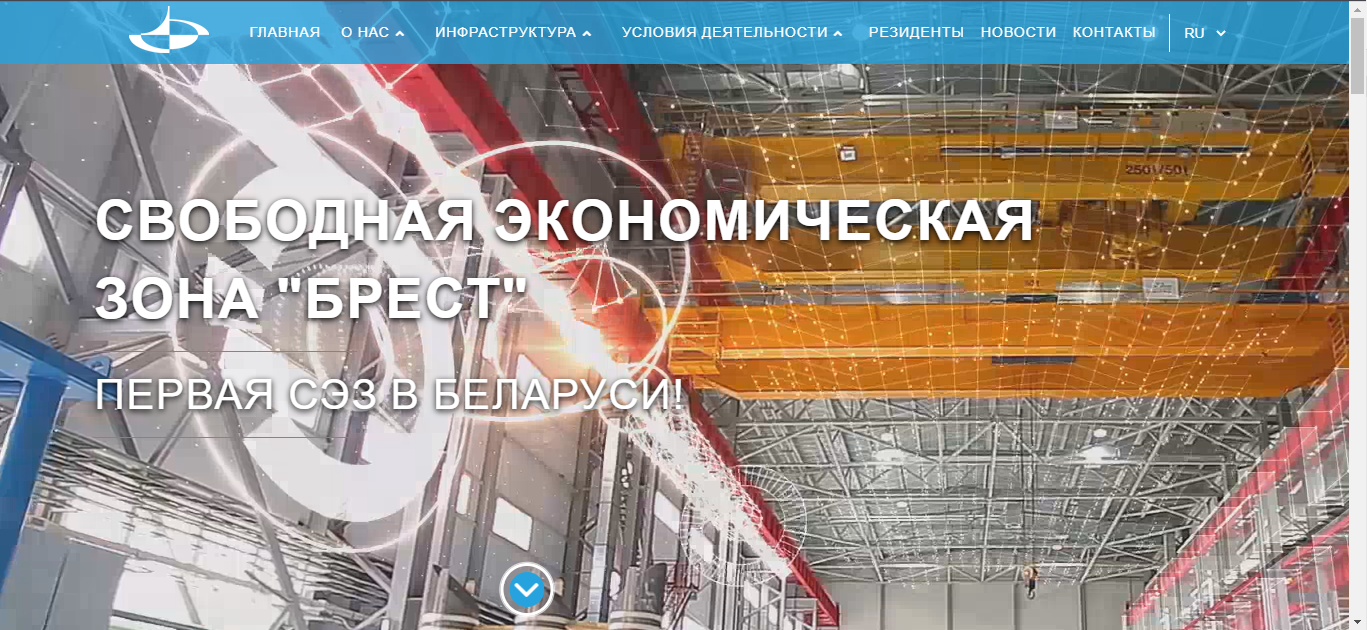 ГЛАВНАЯ О НАС ИНФРАСТРУКТУРА УСЛОВИЯ ДЕЯТЕЛЬНОСТИ РЕЗИДЕНТЫ НОВОСТИ КОНТАКТЫ RU
250t/50t
СВОБОДНАЯ ЭКОНОМИЧЕСКАЯ
ЗОНА "БРЕСТ"
ПЕРВАЯ СЭЗ В БЕЛАРУСИ!